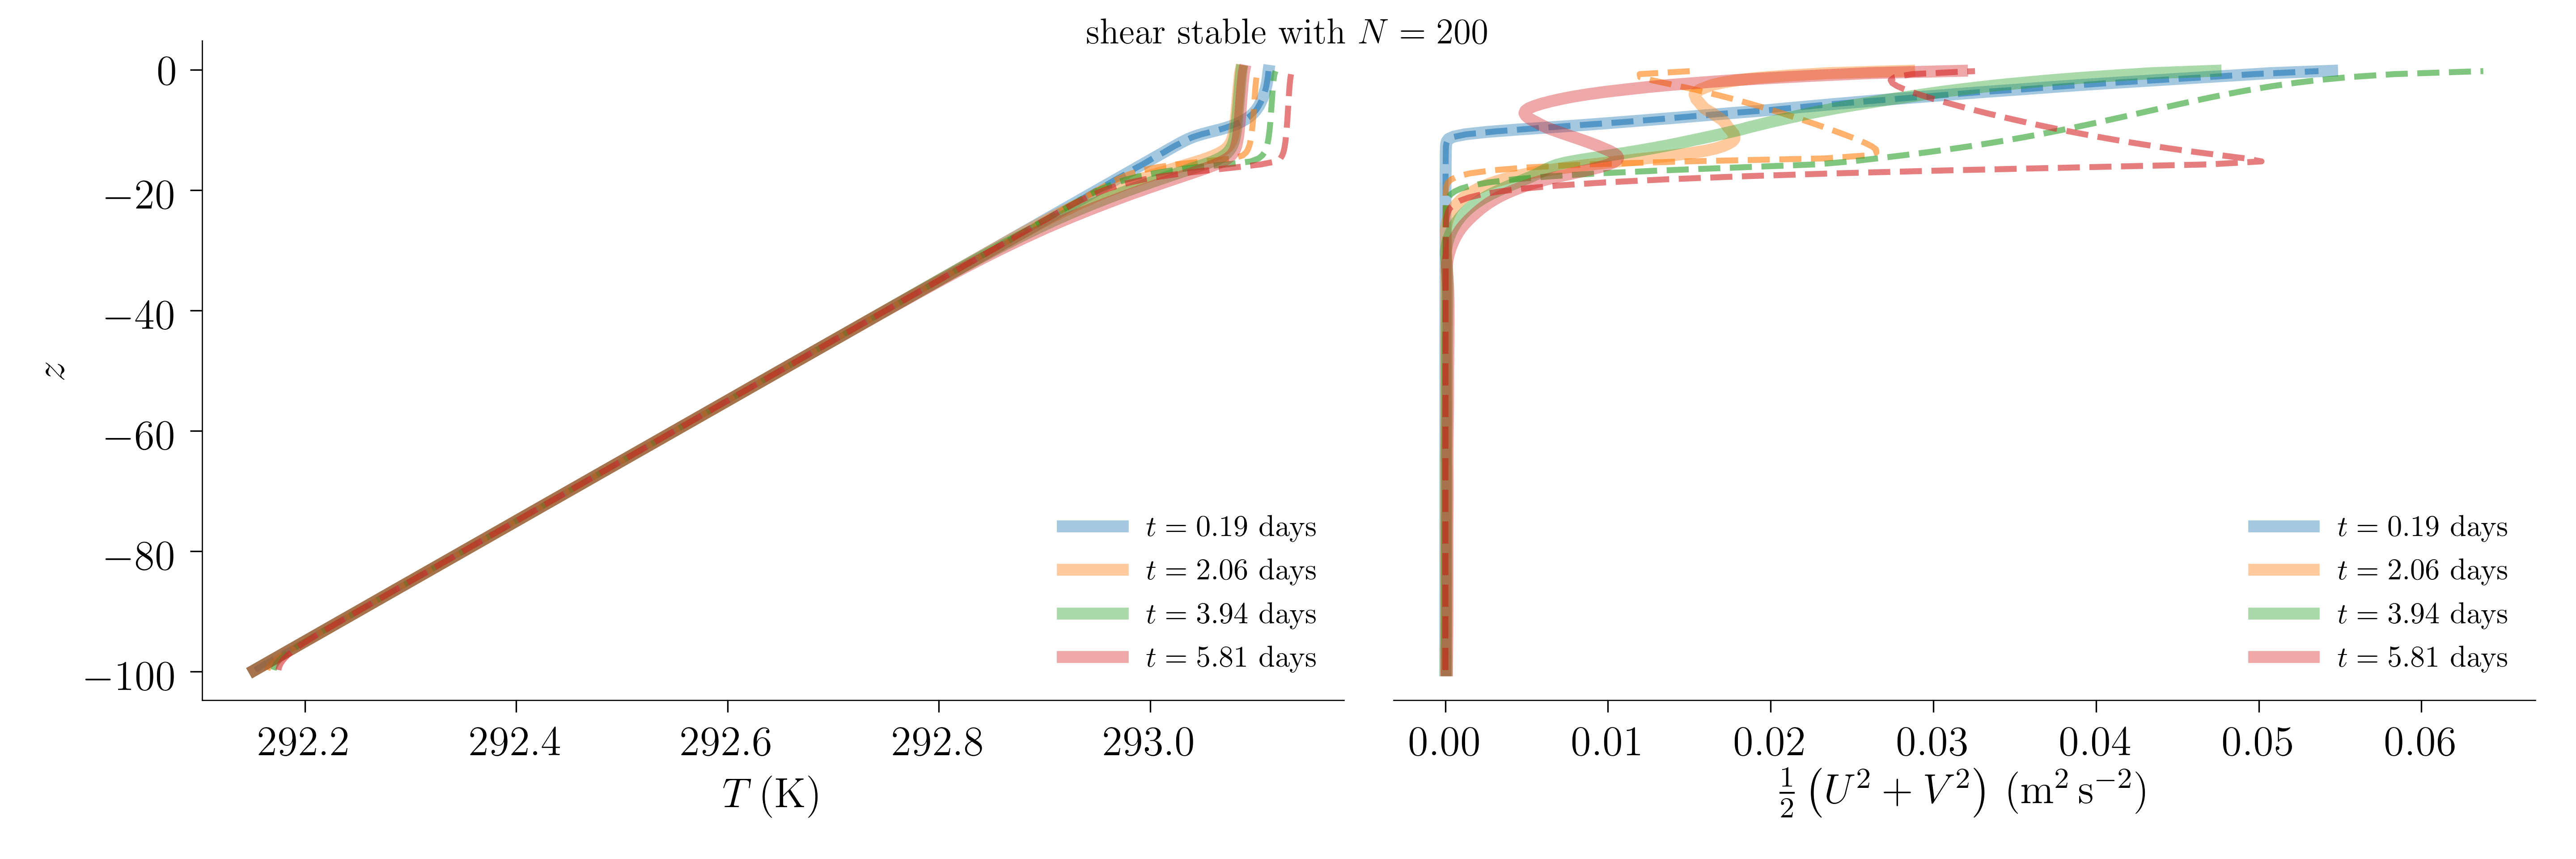 shear stable with N = 200
0
−20
−40
−60
−80
−100
z
292.2 292.4 292.6 292.8 293.0
T (K)
t = 0.19 days
t = 2.06 days
t = 3.94 days
t = 5.81 days
0.00 0.01 0.02 0.03 0.04 0.05 0.06
½ (U² + V²) (m² s⁻²)
t = 0.19 days
t = 2.06 days
t = 3.94 days
t = 5.81 days